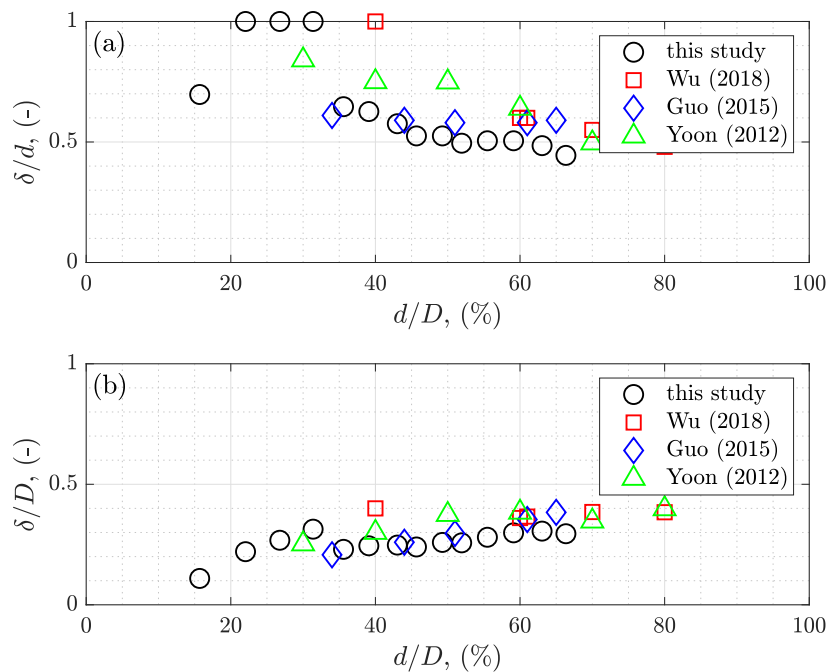 1
(a)
this study
Wu (2018)
Guo (2015)
Yoon (2012)
0.5
0
δ/d, (-)
0 20 40 60 80 100
d/D, (%)
1
(b)
this study
Wu (2018)
Guo (2015)
Yoon (2012)
0.5
0
δ/D, (-)
0 20 40 60 80 100
d/D, (%)